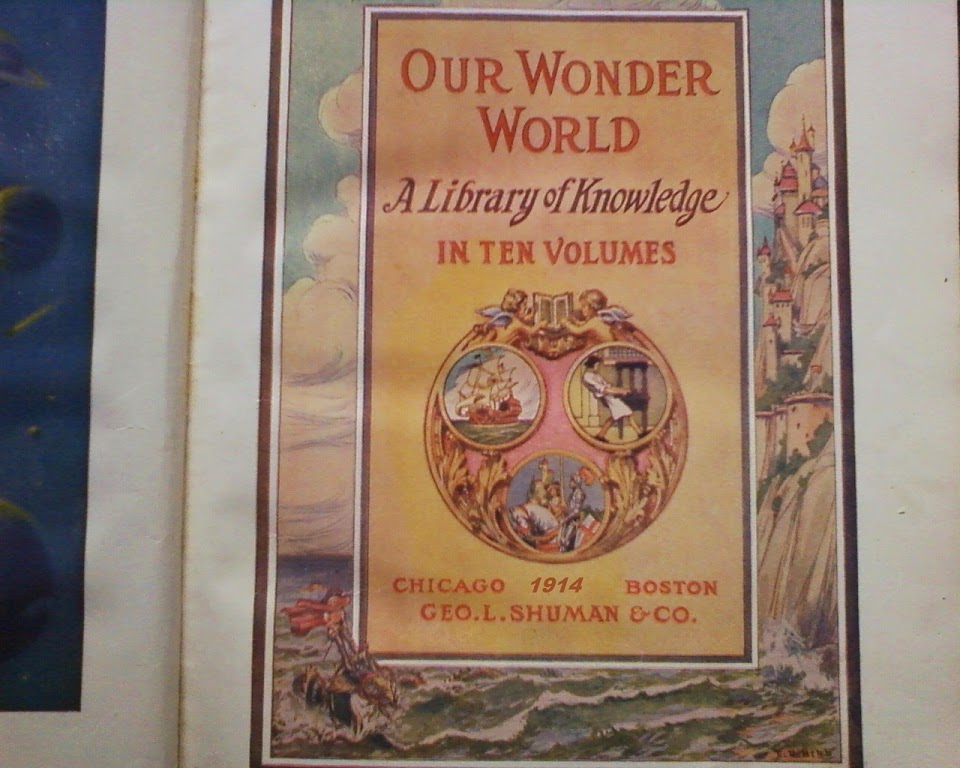 OUR WONDER
WORLD
A Library of Knowledge
IN TEN VOLUMES
CHICAGO 1914 BOSTON
GEO. L. SHUMAN & CO.